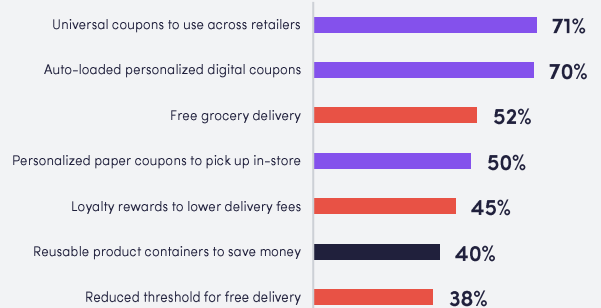 Universal coupons to use across retailers 71%
Auto-loaded personalized digital coupons 70%
Free grocery delivery 52%
Personalized paper coupons to pick up in-store 50%
Loyalty rewards to lower delivery fees 45%
Reusable product containers to save money 40%
Reduced threshold for free delivery 38%